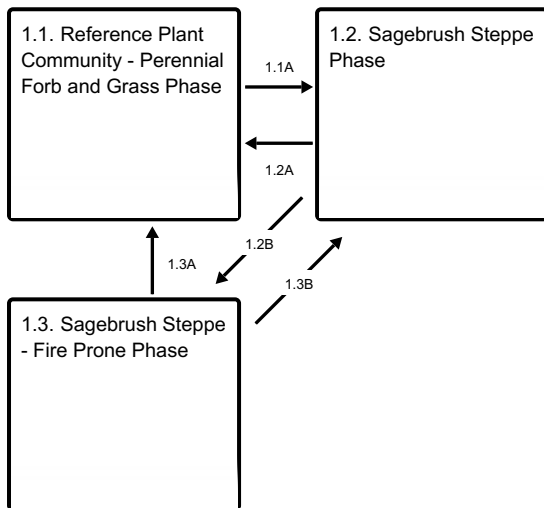 1.1. Reference Plant
Community - Perennial
Forb and Grass Phase
1.2. Sagebrush Steppe
Phase
1.1A
1.2A
1.2B
1.3A
1.3B
1.3. Sagebrush Steppe
- Fire Prone Phase